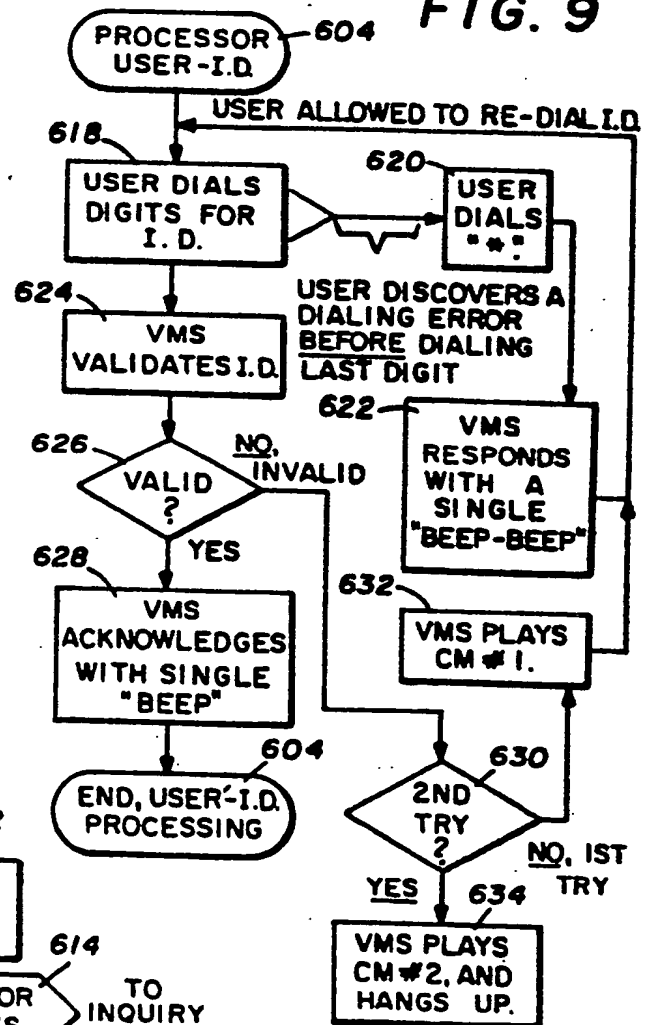 FIG. 9
PROCESSOR
USER-I.D.
604
USER ALLOWED TO RE-DIAL I.D.
618
USER DIALS
DIGITS FOR
I. D.
620
USER
DIALS
"*".
624
VMS
VALIDATES I.D.
USER DISCOVERS A
DIALING ERROR
BEFORE DIALING
LAST DIGIT
622
VMS
RESPONDS
WITH A
SINGLE
"BEEP-BEEP"
626
VALID
?
NO,
INVALID
YES
628
VMS
ACKNOWLEDGES
WITH SINGLE
"BEEP"
632
VMS PLAYS
CM # 1.
604
END, USER'-I.D.
PROCESSING
630
2ND
TRY
?
NO, IST
TRY
YES
634
VMS PLAYS
CM #2, AND
HANGS UP.
614
OR
TO
INQUIRY